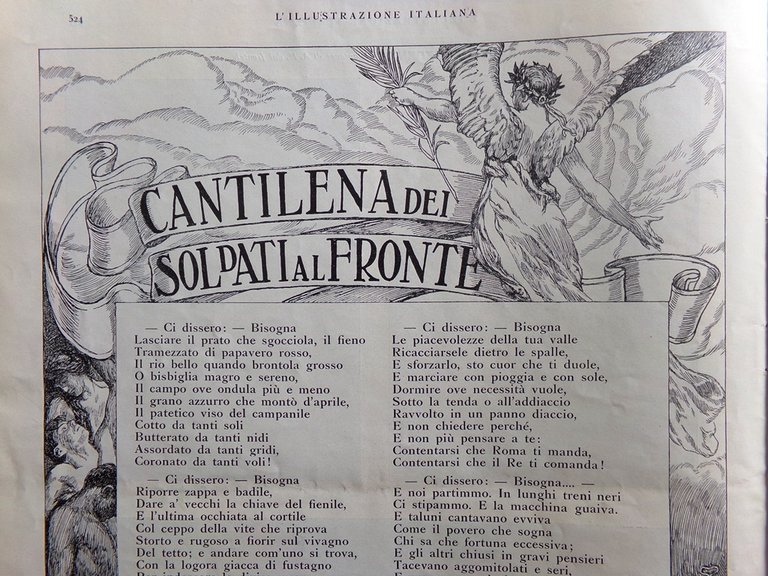 524
L'ILLUSTRAZIONE ITALIANA
CANTILENA DEI
SOLDATI AL FRONTE
— Ci dissero: — Bisogna
Lasciare il prato che sgocciola, il fieno
Tramezzato di papavero rosso,
Il rio bello quando brontola grosso
O bisbiglia magro e sereno,
Il campo ove ondula più e meno
Il grano azzurro che montò d'aprile,
Il patetico viso del campanile
Cotto da tanti soli
Butterato da tanti nidi
Assordato da tanti gridi,
Coronato da tanti voli!
— Ci dissero: — Bisogna
Riporre zappa e badile,
Dare a' vecchi la chiave del fienile,
E l'ultima occhiata al cortile
Col ceppo della vite che riprova
Storto e rugoso a fiorir sul vivagno
Del tetto; e andare com'uno si trova,
Con la logora giacca di fustagno
— Ci dissero: — Bisogna
Le piacevolezze della tua valle
Ricacciarsele dietro le spalle,
E sforzarlo, sto cuor che ti duole,
E marciare con pioggia e con sole,
Dormire ove necessità vuole,
Sotto la tenda o all'addiaccio
Ravvolto in un panno diaccio,
E non chiedere perché,
E non più pensare a te:
Contentarsi che Roma ti manda,
Contentarsi che il Re ti comanda!
— Ci dissero: — Bisogna.... —
E noi partimmo. In lunghi treni neri
Ci stipammo. E la macchina guaiva.
E taluni cantavano evviva
Come il povero che sogna
Chi sa che fortuna eccessiva;
E gli altri chiusi in gravi pensieri
Tacevano aggomitolati e seri,